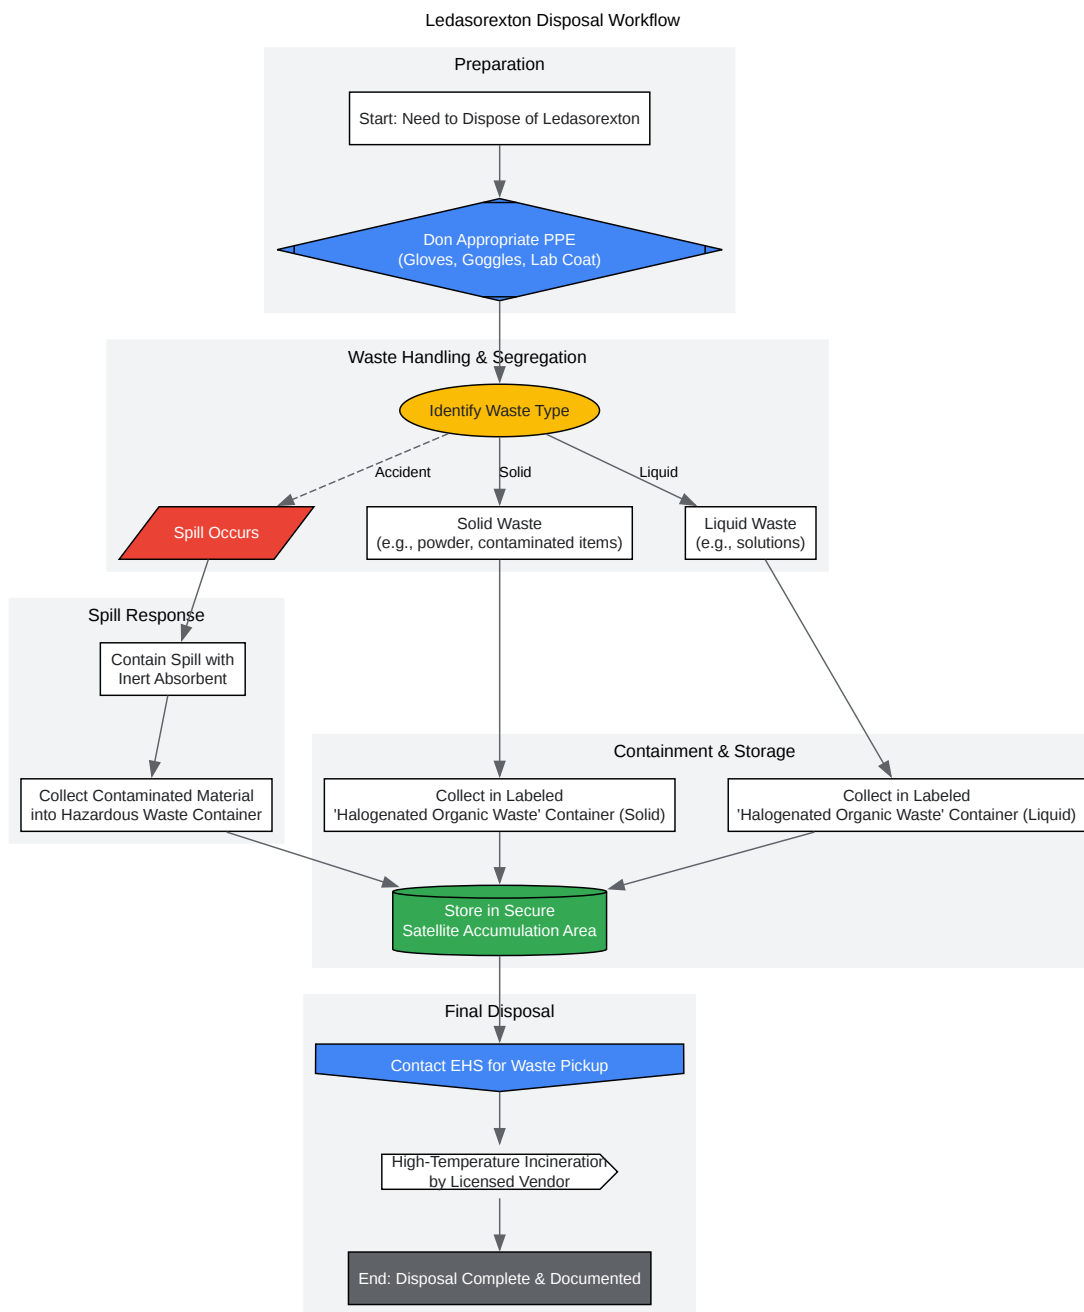 Ledasorexton Disposal Workflow
Preparation
Start: Need to Dispose of Ledasorexton
Don Appropriate PPE
(Gloves, Goggles, Lab Coat)
Waste Handling & Segregation
Identify Waste Type
Accident
Solid
Liquid
Spill Occurs
Solid Waste
(e.g., powder, contaminated items)
Liquid Waste
(e.g., solutions)
Spill Response
Contain Spill with
Inert Absorbent
Collect Contaminated Material
into Hazardous Waste Container
Containment & Storage
Collect in Labeled
'Halogenated Organic Waste' Container (Solid)
Collect in Labeled
'Halogenated Organic Waste' Container (Liquid)
Store in Secure
Satellite Accumulation Area
Final Disposal
Contact EHS for Waste Pickup
High-Temperature Incineration
by Licensed Vendor
End: Disposal Complete & Documented